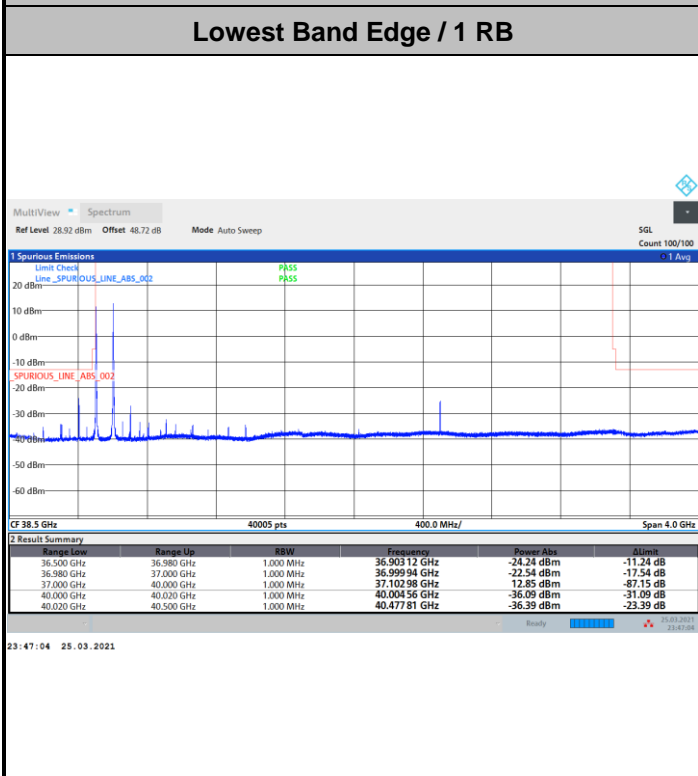 Lowest Band Edge / 1 RB
MultiView Spectrum
Ref Level 28.92 dBm Offset 48.72 dB Mode Auto Sweep SGL
Count 100/100
1 Spurious Emissions 1 Avg
Limit Check PASS
Line _SPURIOUS_LINE_ABS_002 PASS
20 dBm
10 dBm
0 dBm
-10 dBm
SPURIOUS_LINE_ABS_002
-20 dBm
-30 dBm
-40 dBm
-50 dBm
-60 dBm
CF 38.5 GHz 40005 pts 400.0 MHz/ Span 4.0 GHz
2 Result Summary
Range Low Range Up RBW Frequency Power Abs ΔLimit
36.500 GHz 36.980 GHz 1.000 MHz 36.903 12 GHz -24.24 dBm -11.24 dB
36.980 GHz 37.000 GHz 1.000 MHz 36.999 94 GHz -22.54 dBm -17.54 dB
37.000 GHz 40.000 GHz 1.000 MHz 37.102 98 GHz 12.85 dBm -87.15 dB
40.000 GHz 40.020 GHz 1.000 MHz 40.004 56 GHz -36.09 dBm -31.09 dB
40.020 GHz 40.500 GHz 1.000 MHz 40.477 81 GHz -36.39 dBm -23.39 dB
Ready 25.03.2021
23:47:04
23:47:04 25.03.2021